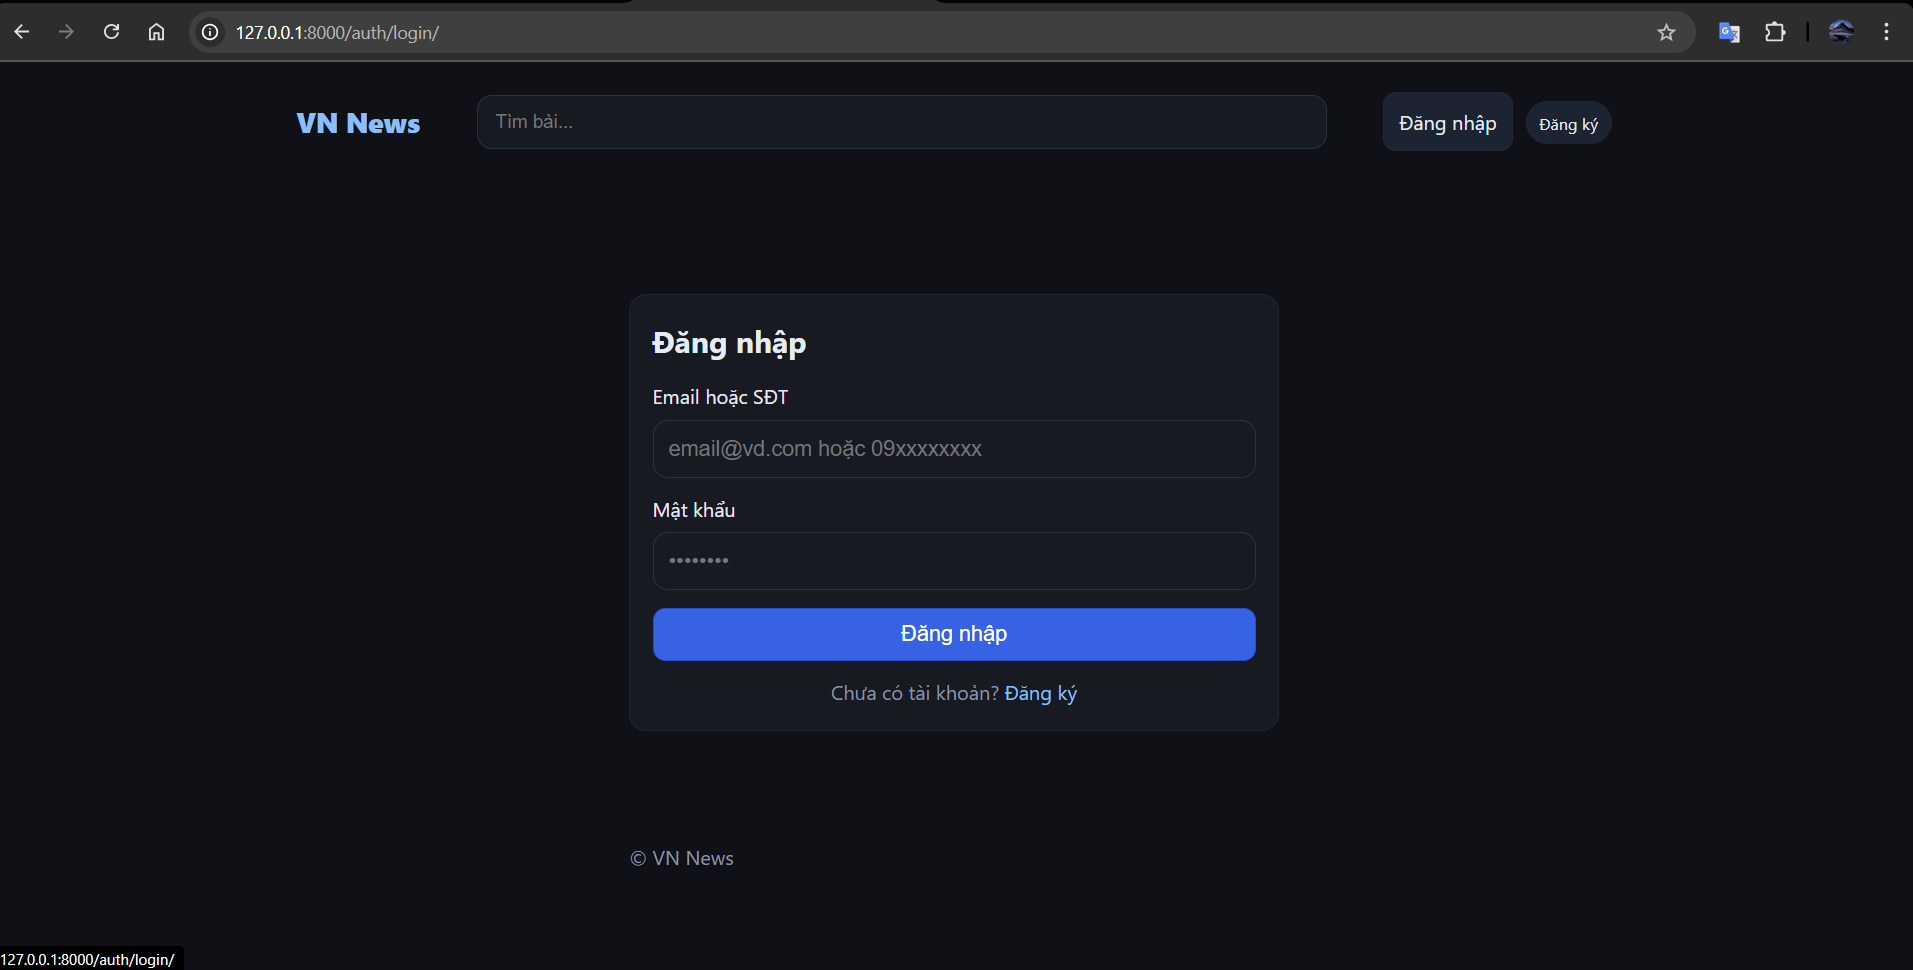 127.0.0.1:8000/auth/login/
VN News
Tìm bài...
Đăng nhập
Đăng ký
Đăng nhập
Email hoặc SĐT
email@vd.com hoặc 09xxxxxxxx
Mật khẩu
••••••••
Đăng nhập
Chưa có tài khoản? Đăng ký
© VN News
127.0.0.1:8000/auth/login/